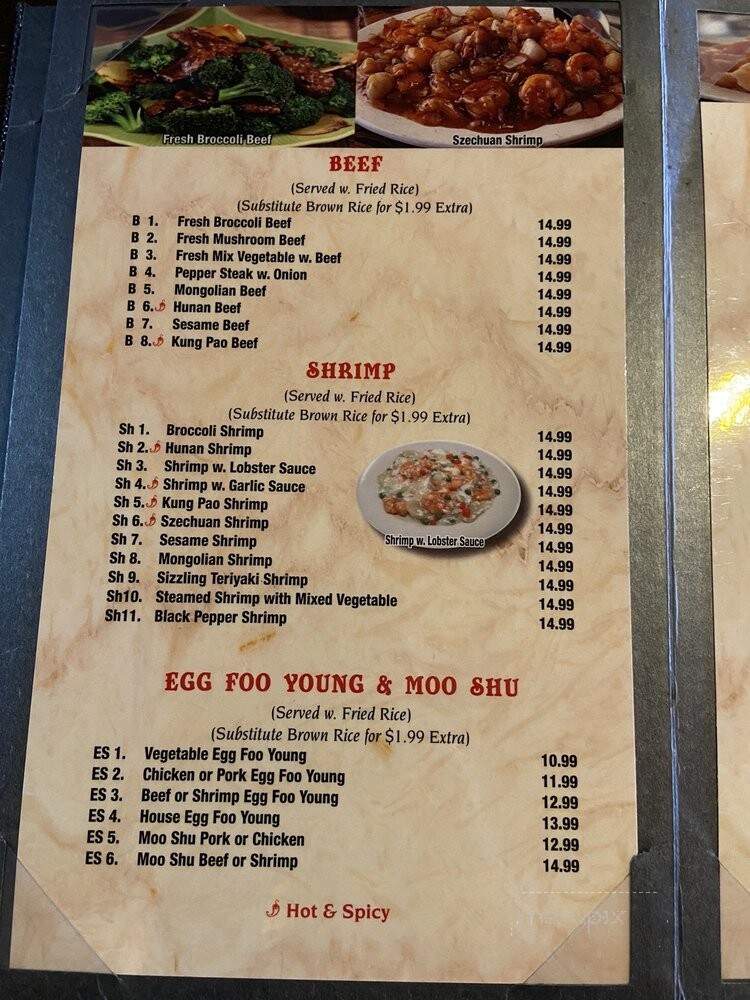 Fresh Broccoli Beef
Szechuan Shrimp
BEEF
(Served w. Fried Rice)
(Substitute Brown Rice for $1.99 Extra)
B 1. Fresh Broccoli Beef 14.99
B 2. Fresh Mushroom Beef 14.99
B 3. Fresh Mix Vegetable w. Beef 14.99
B 4. Pepper Steak w. Onion 14.99
B 5. Mongolian Beef 14.99
B 6. Hunan Beef 14.99
B 7. Sesame Beef 14.99
B 8. Kung Pao Beef 14.99
SHRIMP
(Served w. Fried Rice)
(Substitute Brown Rice for $1.99 Extra)
Sh 1. Broccoli Shrimp 14.99
Sh 2. Hunan Shrimp 14.99
Sh 3. Shrimp w. Lobster Sauce 14.99
Sh 4. Shrimp w. Garlic Sauce 14.99
Sh 5. Kung Pao Shrimp 14.99
Sh 6. Szechuan Shrimp 14.99
Sh 7. Sesame Shrimp 14.99
Sh 8. Mongolian Shrimp 14.99
Sh 9. Sizzling Teriyaki Shrimp 14.99
Sh10. Steamed Shrimp with Mixed Vegetable 14.99
Sh11. Black Pepper Shrimp 14.99
Shrimp w. Lobster Sauce
EGG FOO YOUNG & MOO SHU
(Served w. Fried Rice)
(Substitute Brown Rice for $1.99 Extra)
ES 1. Vegetable Egg Foo Young 10.99
ES 2. Chicken or Pork Egg Foo Young 11.99
ES 3. Beef or Shrimp Egg Foo Young 12.99
ES 4. House Egg Foo Young 13.99
ES 5. Moo Shu Pork or Chicken 12.99
ES 6. Moo Shu Beef or Shrimp 14.99
Hot & Spicy